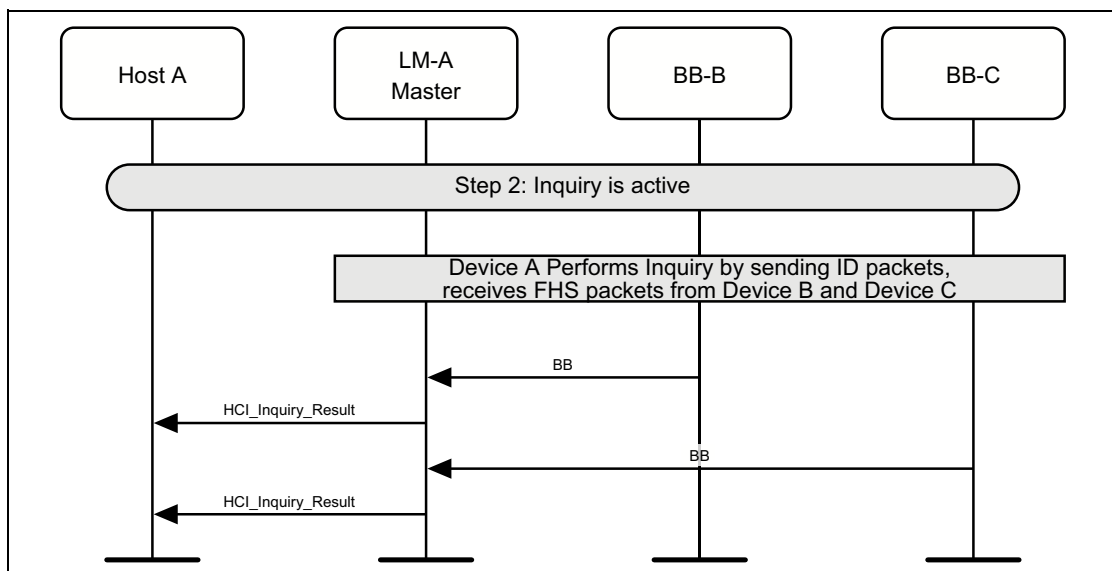 Host A
LM-A
Master
BB-B
BB-C
Step 2: Inquiry is active
Device A Performs Inquiry by sending ID packets,
receives FHS packets from Device B and Device C
BB
HCI_Inquiry_Result
BB
HCI_Inquiry_Result